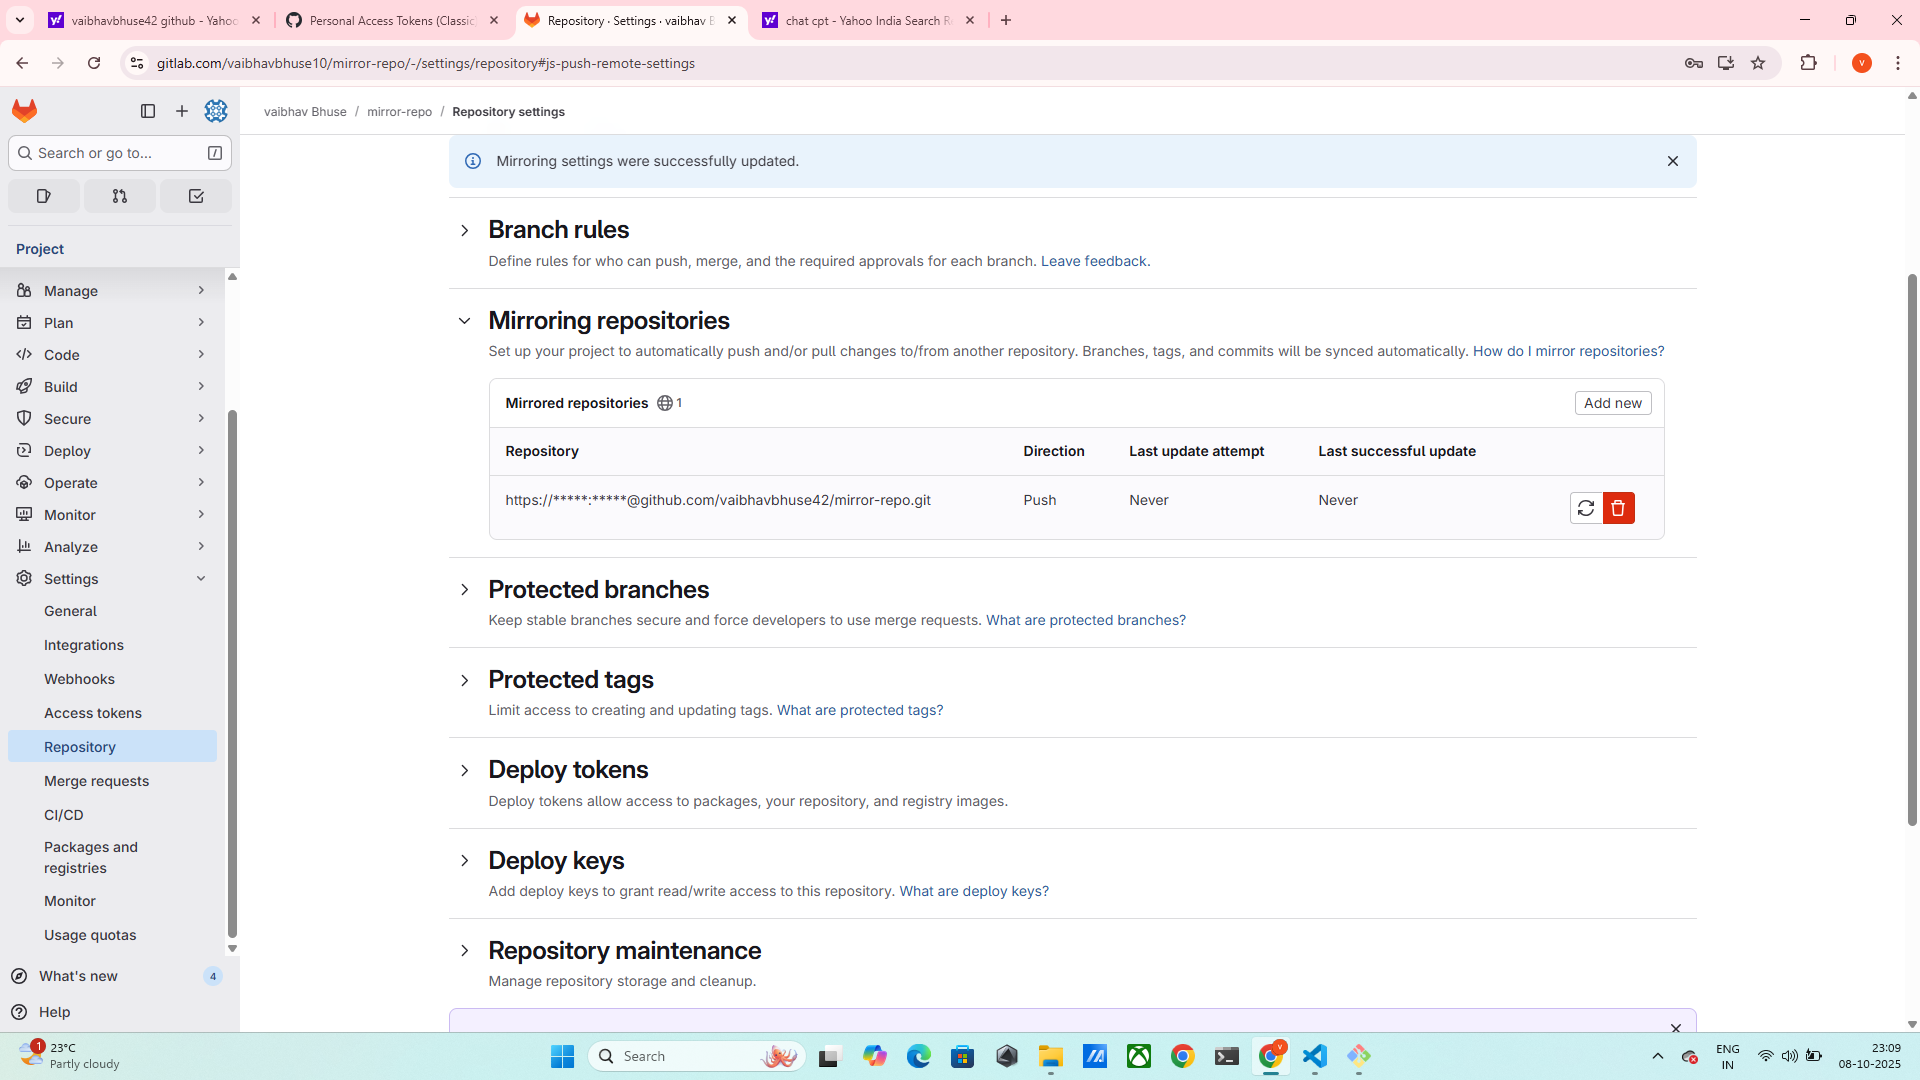 vaibhavbhuse42 github - Yahoo
Personal Access Tokens (Classic
Repository · Settings · vaibhav B
chat cpt - Yahoo India Search R
gitlab.com/vaibhavbhuse10/mirror-repo/-/settings/repository#js-push-remote-settings
V
vaibhav Bhuse / mirror-repo / Repository settings
Search or go to...
/
Project
Manage
Plan
Code
Build
Secure
Deploy
Operate
Monitor
Analyze
Settings
General
Integrations
Webhooks
Access tokens
Repository
Merge requests
CI/CD
Packages and
registries
Monitor
Usage quotas
What's new 4
Help
Mirroring settings were successfully updated.
Branch rules
Define rules for who can push, merge, and the required approvals for each branch. Leave feedback.
Mirroring repositories
Set up your project to automatically push and/or pull changes to/from another repository. Branches, tags, and commits will be synced automatically. How do I mirror repositories?
Mirrored repositories 1
Add new
Repository Direction Last update attempt Last successful update
https://*****:*****@github.com/vaibhavbhuse42/mirror-repo.git Push Never Never
Protected branches
Keep stable branches secure and force developers to use merge requests. What are protected branches?
Protected tags
Limit access to creating and updating tags. What are protected tags?
Deploy tokens
Deploy tokens allow access to packages, your repository, and registry images.
Deploy keys
Add deploy keys to grant read/write access to this repository. What are deploy keys?
Repository maintenance
Manage repository storage and cleanup.
1
23°C
Partly cloudy
Search
V
ENG
IN
23:09
08-10-2025